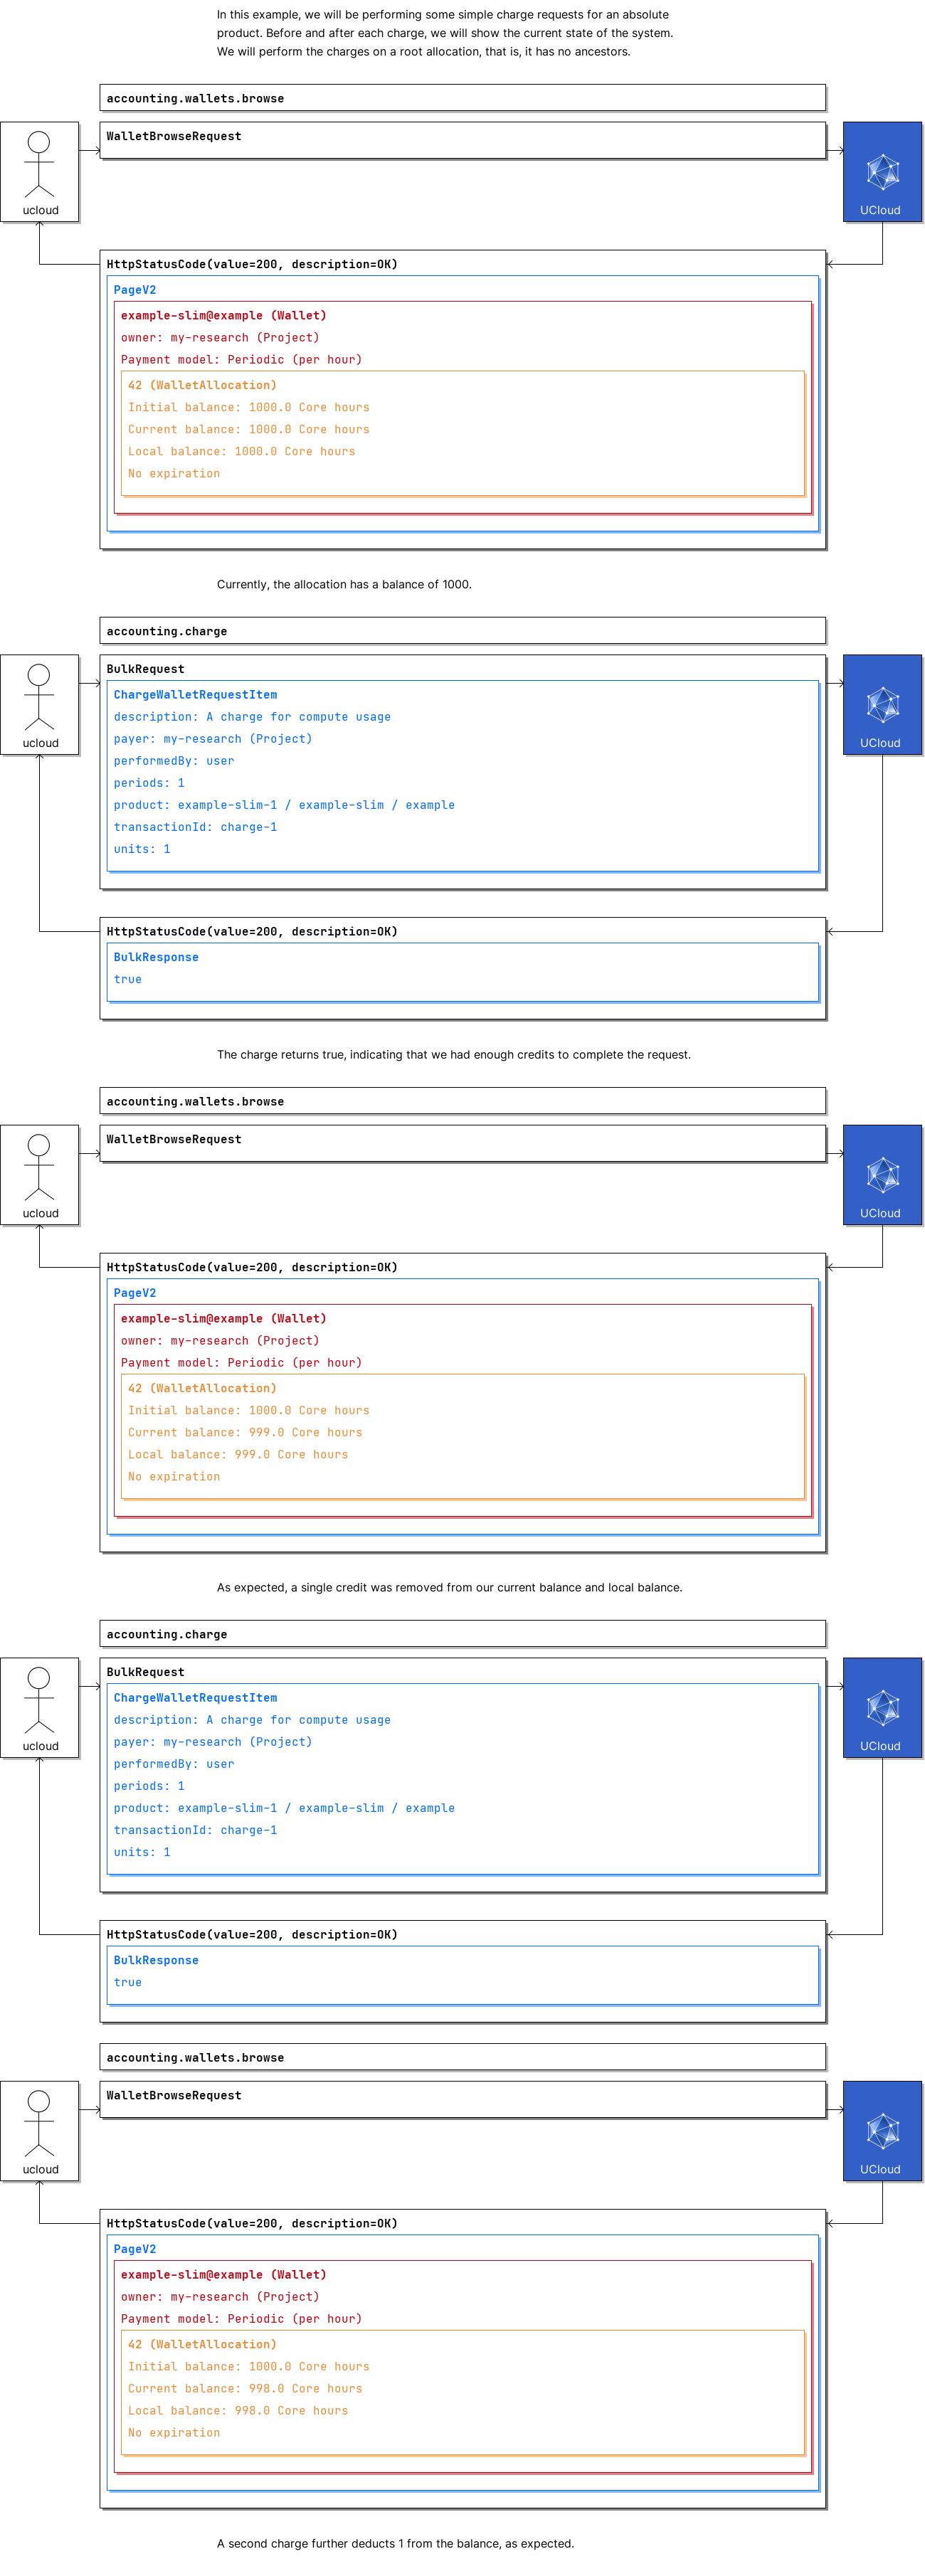 In this example, we will be performing some simple charge requests for an absolute
product. Before and after each charge, we will show the current state of the system.
We will perform the charges on a root allocation, that is, it has no ancestors.
accounting.wallets.browse
WalletBrowseRequest
ucloud
UCloud
HttpStatusCode(value=200, description=OK)
PageV2
example-slim@example (Wallet)
owner: my-research (Project)
Payment model: Periodic (per hour)
42 (WalletAllocation)
Initial balance: 1000.0 Core hours
Current balance: 1000.0 Core hours
Local balance: 1000.0 Core hours
No expiration
Currently, the allocation has a balance of 1000.
accounting.charge
BulkRequest
ChargeWalletRequestItem
description: A charge for compute usage
payer: my-research (Project)
ucloud
UCloud
performedBy: user
periods: 1
product: example-slim-1 / example-slim / example
transactionId: charge-1
units: 1
HttpStatusCode(value=200, description=OK)
BulkResponse
true
The charge returns true, indicating that we had enough credits to complete the request.
accounting.wallets.browse
WalletBrowseRequest
ucloud
UCloud
HttpStatusCode(value=200, description=OK)
PageV2
example-slim@example (Wallet)
owner: my-research (Project)
Payment model: Periodic (per hour)
42 (WalletAllocation)
Initial balance: 1000.0 Core hours
Current balance: 999.0 Core hours
Local balance: 999.0 Core hours
No expiration
As expected, a single credit was removed from our current balance and local balance.
accounting.charge
BulkRequest
ChargeWalletRequestItem
description: A charge for compute usage
payer: my-research (Project)
ucloud
UCloud
performedBy: user
periods: 1
product: example-slim-1 / example-slim / example
transactionId: charge-1
units: 1
HttpStatusCode(value=200, description=OK)
BulkResponse
true
accounting.wallets.browse
WalletBrowseRequest
ucloud
UCloud
HttpStatusCode(value=200, description=OK)
PageV2
example-slim@example (Wallet)
owner: my-research (Project)
Payment model: Periodic (per hour)
42 (WalletAllocation)
Initial balance: 1000.0 Core hours
Current balance: 998.0 Core hours
Local balance: 998.0 Core hours
No expiration
A second charge further deducts 1 from the balance, as expected.